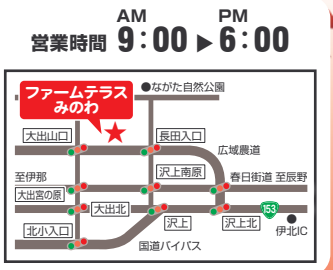 AM PM
営業時間 9:00 ▶ 6:00
ファームテラス
みのわ
●ながた自然公園
大出山口
長田入口
広域農道
至伊那
沢上南原
春日街道 至辰野
大出宮の原
大出北
沢上
沢上北
153
伊北IC
北小入口
国道バイパス